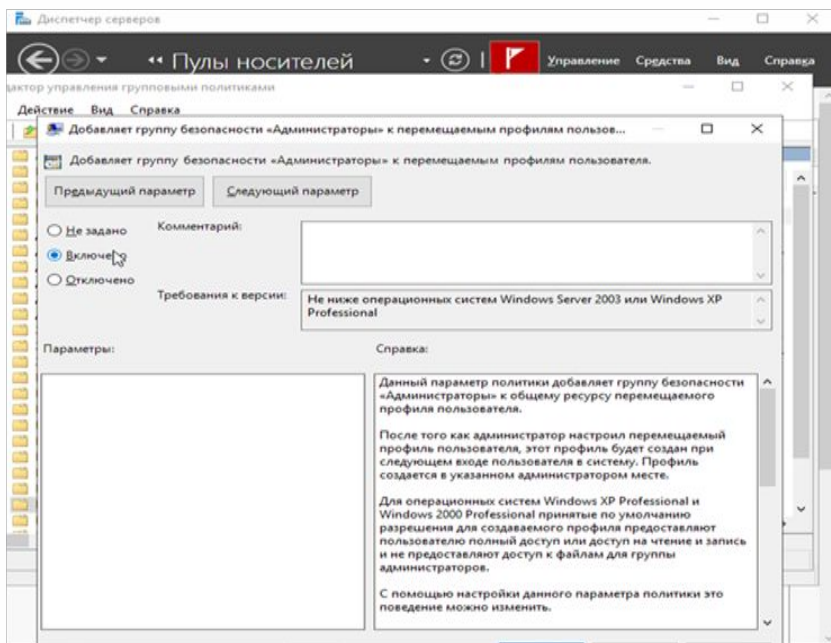 Диспетчер серверов
‹‹ Пулы носителей
Управление Средства Вид Справка
дактор управления групповыми политиками
Действие Вид Справка
Добавляет группу безопасности «Администраторы» к перемещаемым профилям пользов...
Добавляет группу безопасности «Администраторы» к перемещаемым профилям пользователя.
Предыдущий параметр Следующий параметр
Не задано
Включено
Отключено
Комментарий:
Требования к версии:
Не ниже операционных систем Windows Server 2003 или Windows XP
Professional
Параметры:
Справка:
Данный параметр политики добавляет группу безопасности
«Администраторы» к общему ресурсу перемещаемого
профиля пользователя.
После того как администратор настроил перемещаемый
профиль пользователя, этот профиль будет создан при
следующем входе пользователя в систему. Профиль
создается в указанном администратором месте.
Для операционных систем Windows XP Professional и
Windows 2000 Professional принятые по умолчанию
разрешения для создаваемого профиля предоставляют
пользователю полный доступ или доступ на чтение и запись
и не предоставляют доступ к файлам для группы
администраторов.
С помощью настройки данного параметра политики это
поведение можно изменить.